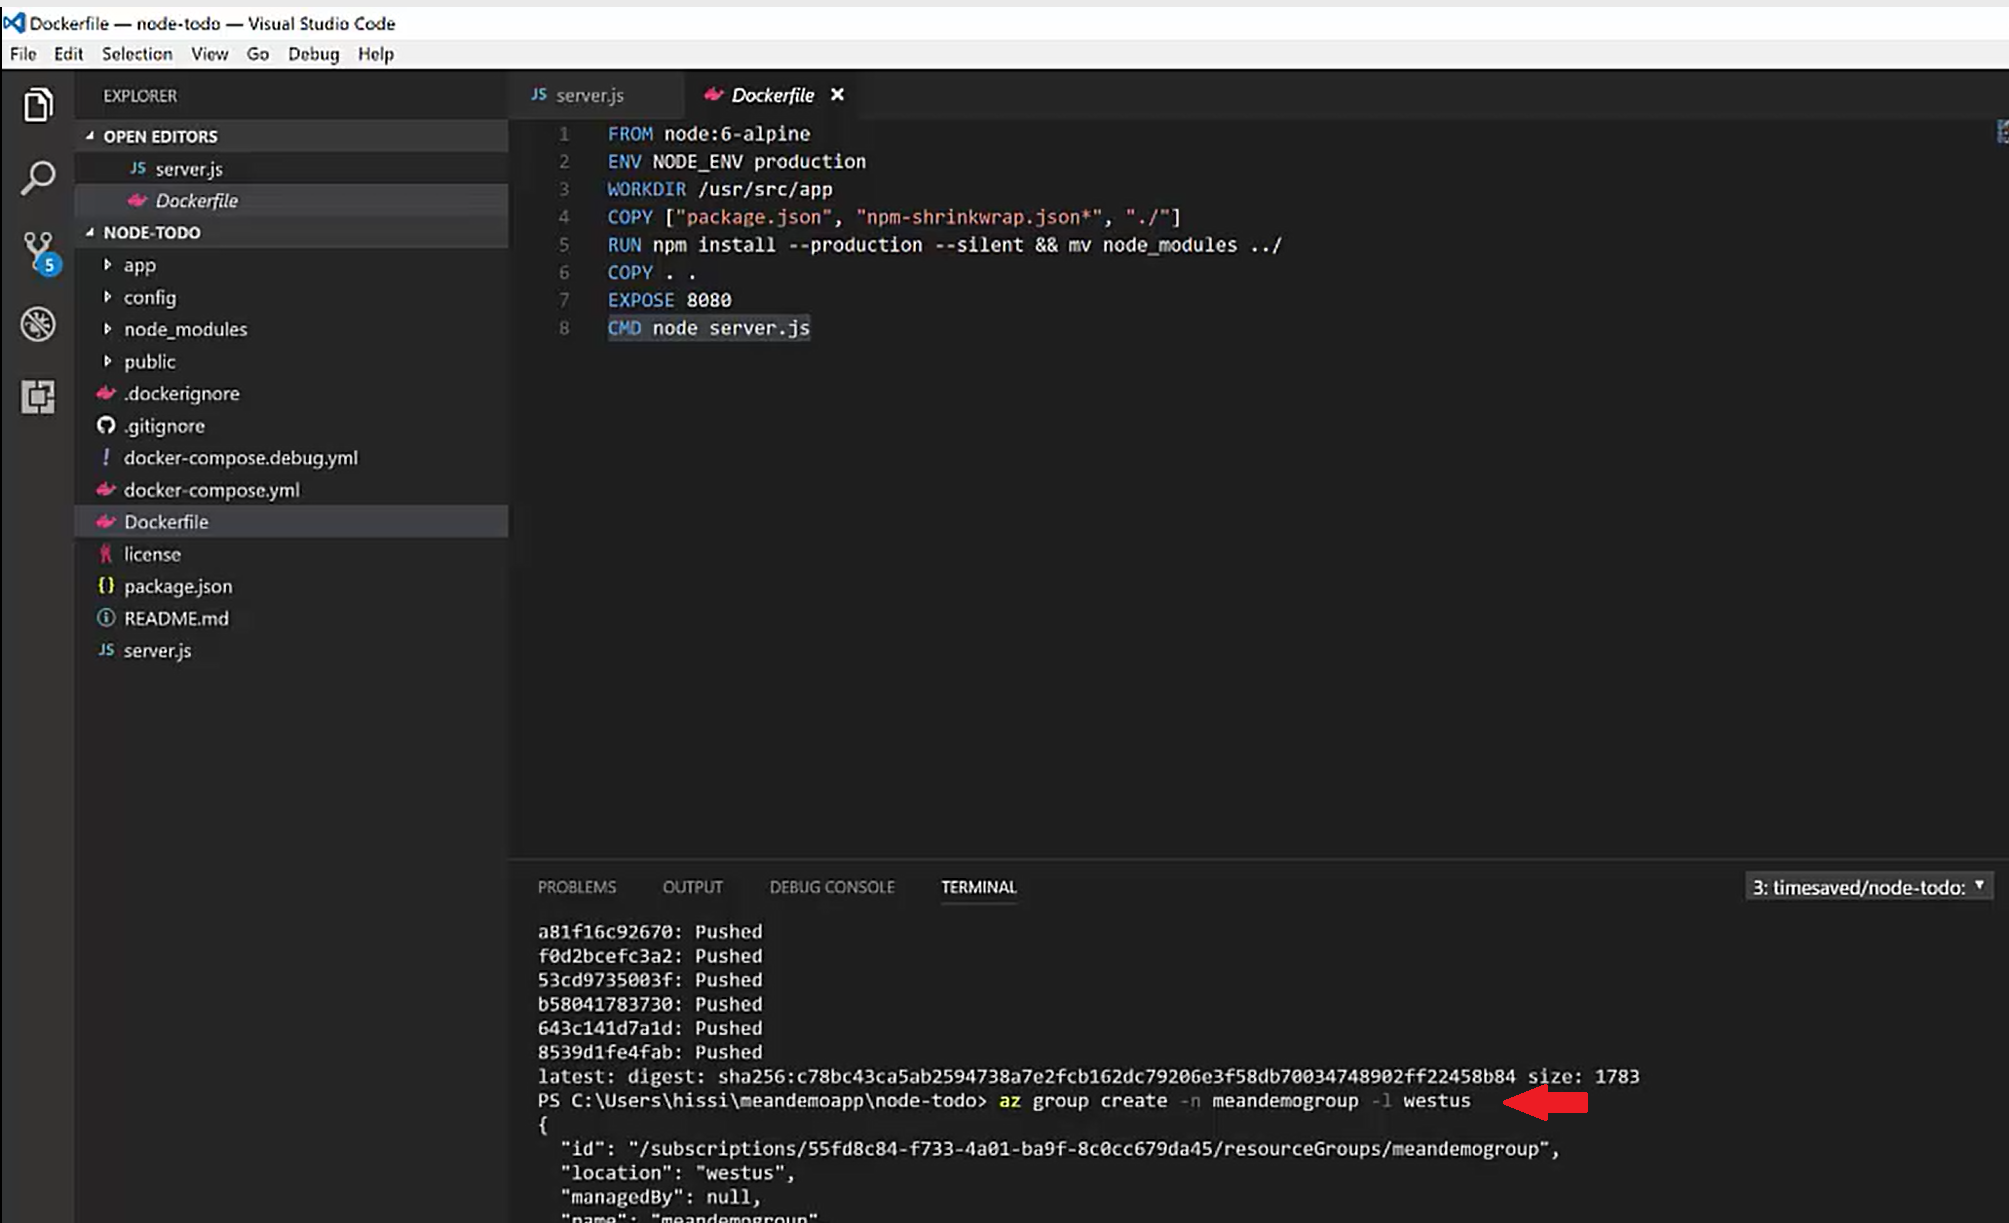 Dockerfile — node-todo — Visual Studio Code
File Edit Selection View Go Debug Help
EXPLORER
OPEN EDITORS
JS server.js
Dockerfile
NODE-TODO
app
config
node_modules
public
.dockerignore
.gitignore
! docker-compose.debug.yml
docker-compose.yml
Dockerfile
license
{} package.json
README.md
JS server.js
5
JS server.js Dockerfile
1 FROM node:6-alpine
2 ENV NODE_ENV production
3 WORKDIR /usr/src/app
4 COPY ["package.json", "npm-shrinkwrap.json*", "./"]
5 RUN npm install --production --silent && mv node_modules ../
6 COPY . .
7 EXPOSE 8080
8 CMD node server.js
PROBLEMS OUTPUT DEBUG CONSOLE TERMINAL 3: timesaved/node-todo:
a81f16c92670: Pushed
f0d2bcefc3a2: Pushed
53cd9735003f: Pushed
b58041783730: Pushed
643c141d7a1d: Pushed
8539d1fe4fab: Pushed
latest: digest: sha256:c78bc43ca5ab2594738a7e2fcb162dc79206e3f58db70034748902ff22458b84 size: 1783
PS C:\Users\hissi\meandemoapp\node-todo> az group create -n meandemogroup -l westus
{
"id": "/subscriptions/55fd8c84-f733-4a01-ba9f-8c0cc679da45/resourceGroups/meandemogroup",
"location": "westus",
"managedBy": null,
"name": "meandemogroup",